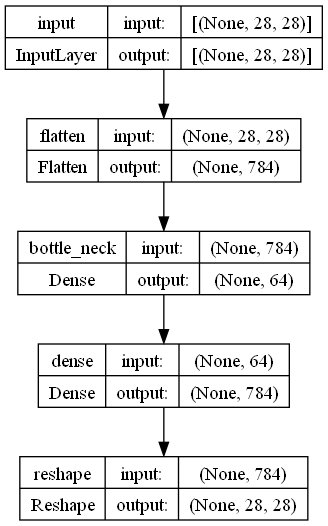 input input: [(None, 28, 28)]
InputLayer output: [(None, 28, 28)]
flatten input: (None, 28, 28)
Flatten output: (None, 784)
bottle_neck input: (None, 784)
Dense output: (None, 64)
dense input: (None, 64)
Dense output: (None, 784)
reshape input: (None, 784)
Reshape output: (None, 28, 28)